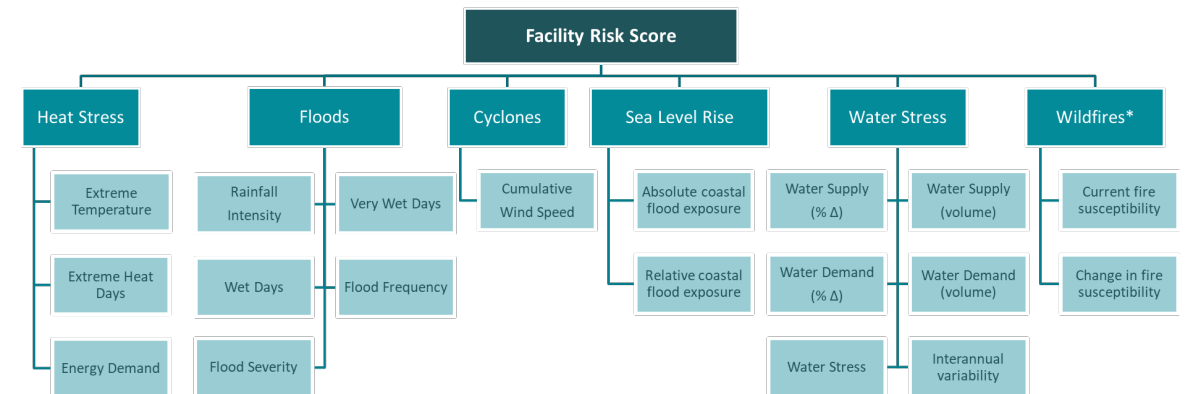 Facility Risk Score
Heat Stress
Floods
Cyclones
Sea Level Rise
Water Stress
Wildfires*
Extreme
Temperature
Extreme Heat
Days
Energy Demand
Rainfall
Intensity
Very Wet Days
Wet Days
Flood Frequency
Flood Severity
Cumulative
Wind Speed
Absolute coastal
flood exposure
Relative coastal
flood exposure
Water Supply
(% Δ)
Water Supply
(volume)
Water Demand
(% Δ)
Water Demand
(volume)
Water Stress
Interannual
variability
Current fire
susceptibility
Change in fire
susceptibility